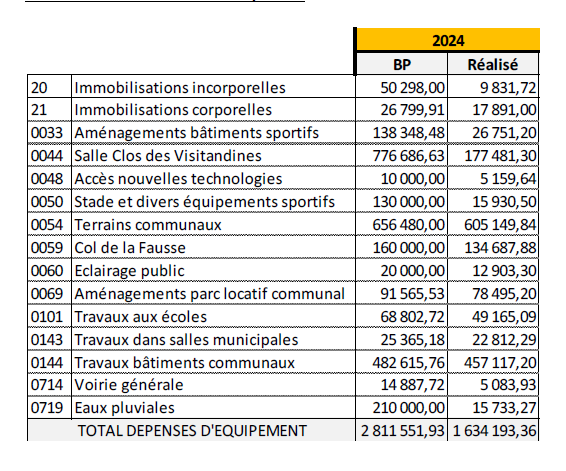 2024
BP Réalisé
20 Immobilisations incorporelles 50 298,00 9 831,72
21 Immobilisations corporelles 26 799,91 17 891,00
0033 Aménagements bâtiments sportifs 138 348,48 26 751,20
0044 Salle Clos des Visitandines 776 686,63 177 481,30
0048 Accès nouvelles technologies 10 000,00 5 159,64
0050 Stade et divers équipements sportifs 130 000,00 15 930,50
0054 Terrains communaux 656 480,00 605 149,84
0059 Col de la Fausse 160 000,00 134 687,88
0060 Eclairage public 20 000,00 12 903,30
0069 Aménagements parc locatif communal 91 565,53 78 495,20
0101 Travaux aux écoles 68 802,72 49 165,09
0143 Travaux dans salles municipales 25 365,18 22 812,29
0144 Travaux bâtiments communaux 482 615,76 457 117,20
0714 Voirie générale 14 887,72 5 083,93
0719 Eaux pluviales 210 000,00 15 733,27
TOTAL DEPENSES D'EQUIPEMENT 2 811 551,93 1 634 193,36